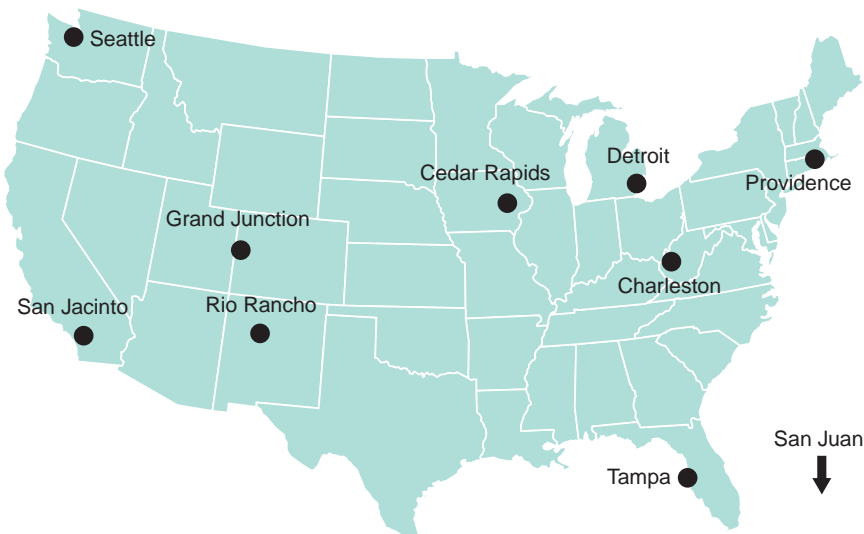 Seattle
Detroit
Cedar Rapids
Providence
Grand Junction
Charleston
San Jacinto
Rio Rancho
San Juan
Tampa